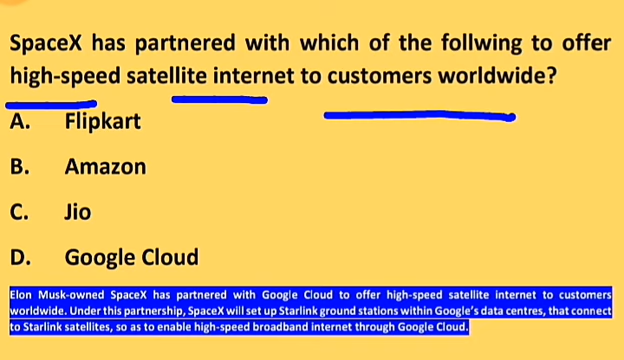 SpaceX has partnered with which of the follwing to offer
high-speed satellite internet to customers worldwide?
A. Flipkart
B. Amazon
C. Jio
D. Google Cloud
Elon Musk-owned SpaceX has partnered with Google Cloud to offer high-speed satellite internet to customers
worldwide. Under this partnership, SpaceX will set up Starlink ground stations within Google's data centres, that connect
to Starlink satellites, so as to enable high-speed broadband internet through Google Cloud.